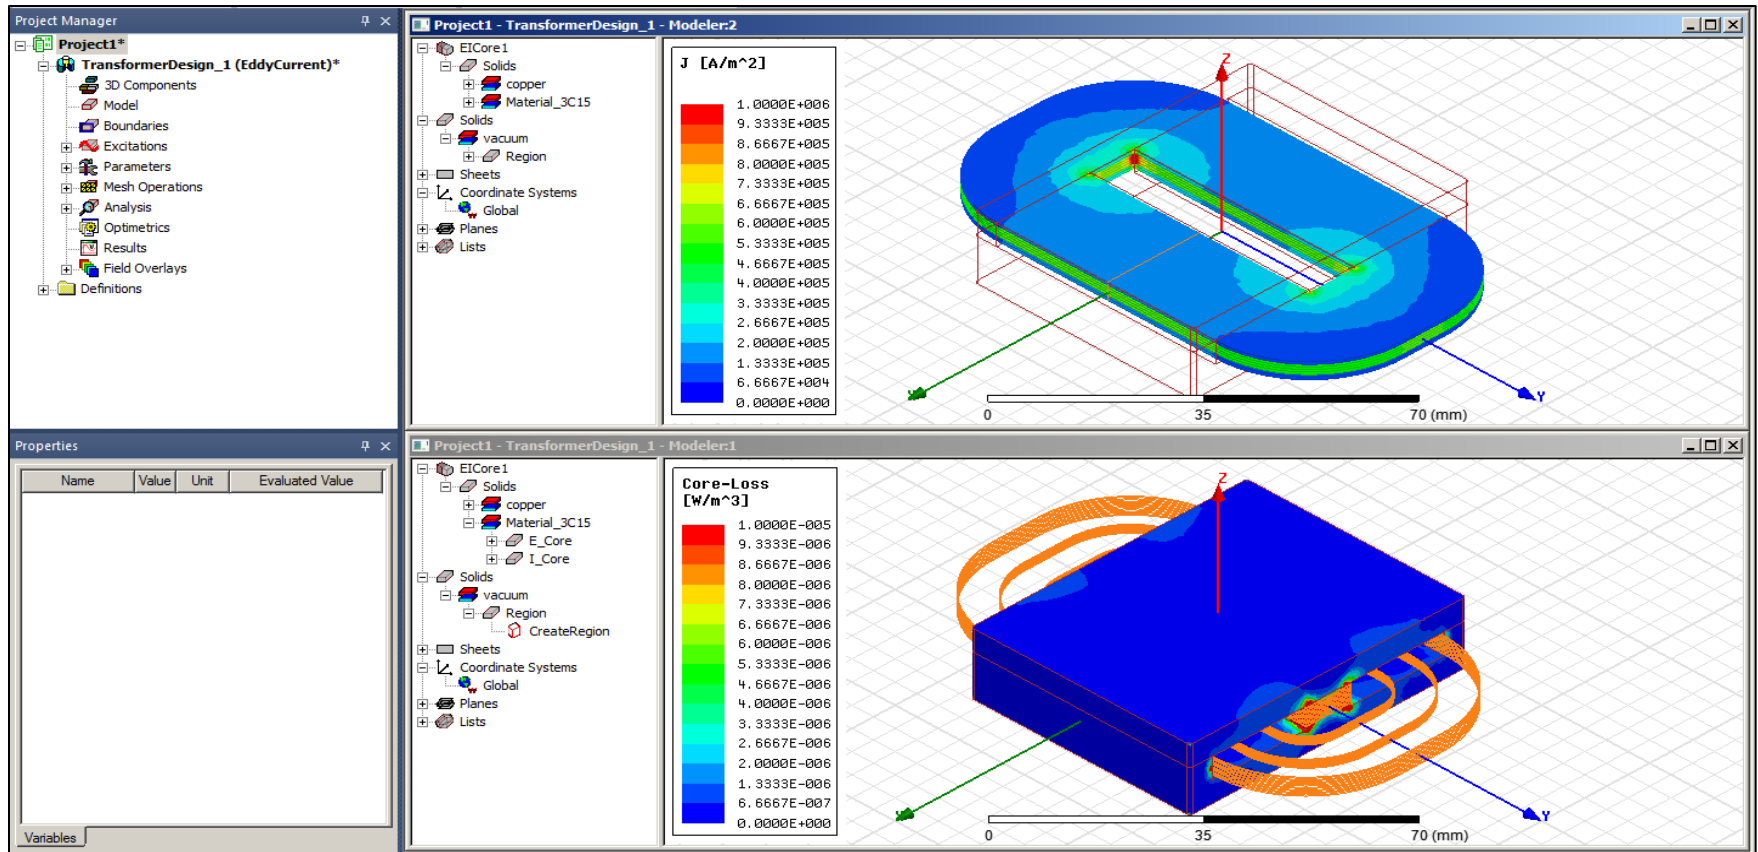 Project Manager
Project1*
TransformerDesign_1 (EddyCurrent)*
3D Components
Model
Boundaries
Excitations
Parameters
Mesh Operations
Analysis
Optimetrics
Results
Field Overlays
Definitions
Properties
Name Value Unit Evaluated Value
Variables
Project1 - TransformerDesign_1 - Modeler:2
EICore1
Solids
copper
Material_3C15
Solids
vacuum
Region
Sheets
Coordinate Systems
Global
Planes
Lists
J [A/m^2]
1.0000E+006
9.3333E+005
8.6667E+005
8.0000E+005
7.3333E+005
6.6667E+005
6.0000E+005
5.3333E+005
4.6667E+005
4.0000E+005
3.3333E+005
2.6667E+005
2.0000E+005
1.3333E+005
6.6667E+004
0.0000E+000
Z
X
Y
0 35 70 (mm)
Project1 - TransformerDesign_1 - Modeler:1
EICore1
Solids
copper
Material_3C15
E_Core
I_Core
Solids
vacuum
Region
CreateRegion
Sheets
Coordinate Systems
Global
Planes
Lists
Core-Loss
[W/m^3]
1.0000E-005
9.3333E-006
8.6667E-006
8.0000E-006
7.3333E-006
6.6667E-006
6.0000E-006
5.3333E-006
4.6667E-006
4.0000E-006
3.3333E-006
2.6667E-006
2.0000E-006
1.3333E-006
6.6667E-007
0.0000E+000
Z
X
Y
0 35 70 (mm)